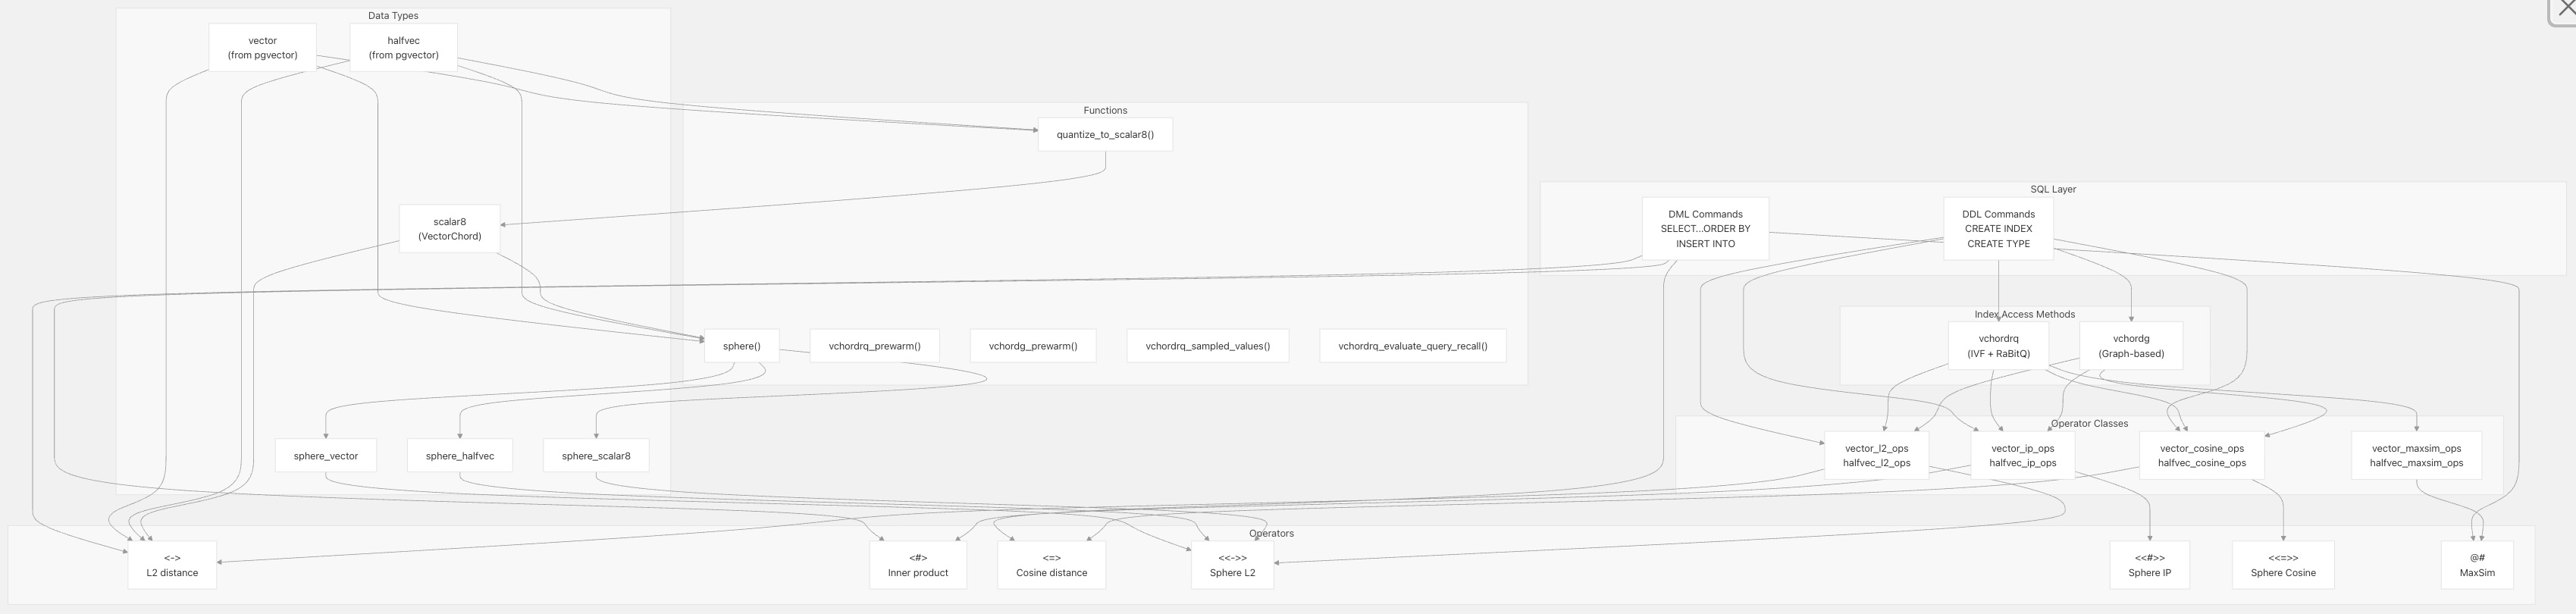 Data Types
vector
(from pgvector)
halfvec
(from pgvector)
Functions
quantize_to_scalar8()
SQL Layer
scalar8
(VectorChord)
DML Commands
SELECT...ORDER BY
INSERT INTO
DDL Commands
CREATE INDEX
CREATE TYPE
Index Access Methods
sphere()
vchordrq_prewarm()
vchordg_prewarm()
vchordrq_sampled_values()
vchordrq_evaluate_query_recall()
vchordrq
(IVF + RaBitQ)
vchordg
(Graph-based)
Operator Classes
sphere_vector
sphere_halfvec
sphere_scalar8
vector_l2_ops
halfvec_l2_ops
vector_ip_ops
halfvec_ip_ops
vector_cosine_ops
halfvec_cosine_ops
vector_maxsim_ops
halfvec_maxsim_ops
Operators
<->
L2 distance
<#>
Inner product
<=>
Cosine distance
<<->>
Sphere L2
<<#>>
Sphere IP
<<=>>
Sphere Cosine
@#
MaxSim